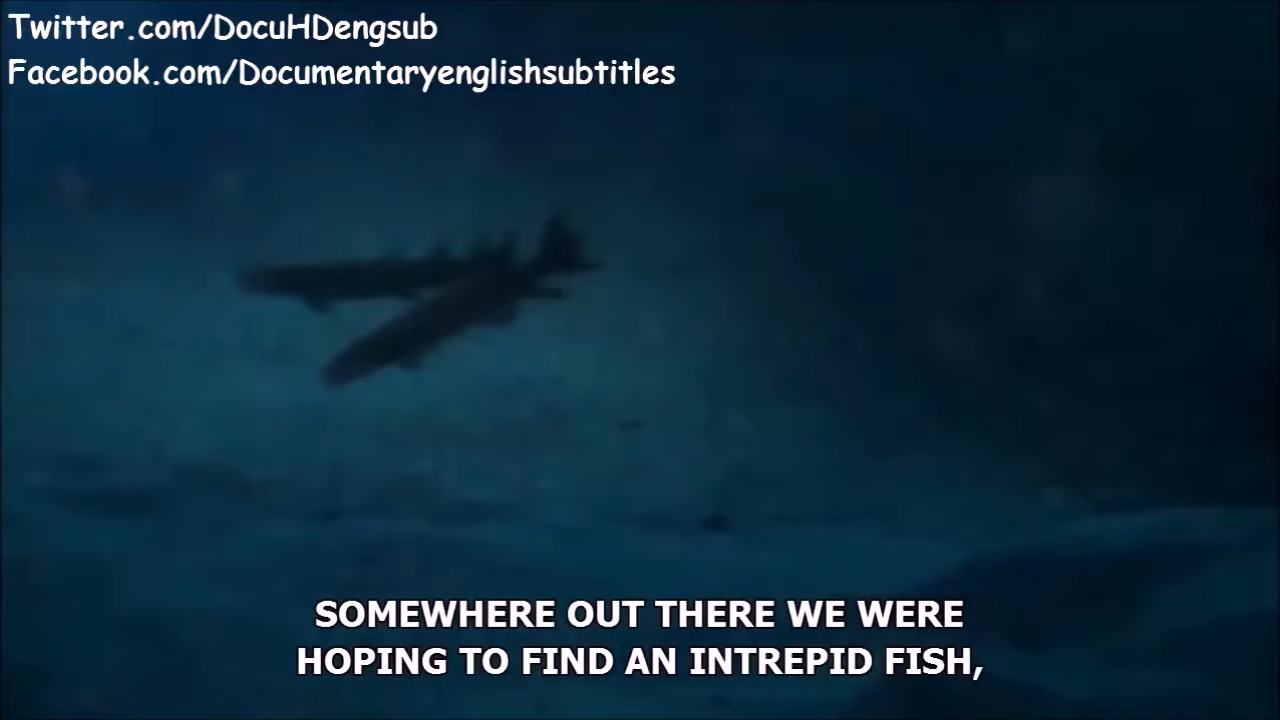 Twitter.com/DocuHDengsub
Facebook.com/Documentaryenglishsubtitles
SOMEWHERE OUT THERE WE WERE
HOPING TO FIND AN INTREPID FISH,